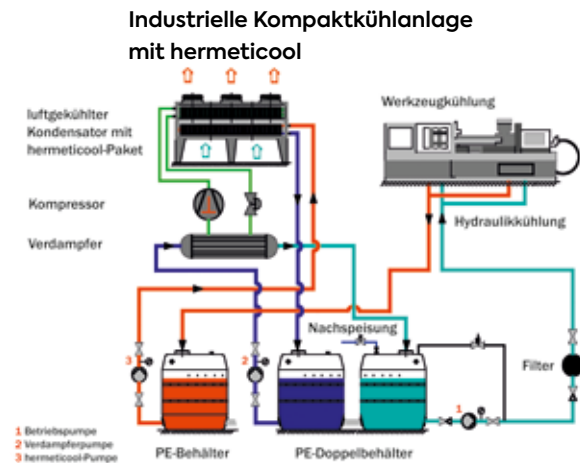 Industrielle Kompaktkühlanlage
mit hermeticool
luftgekühlter
Kondensator mit
hermeticool-Paket
Werkzeugkühlung
Kompressor
Hydraulikkühlung
Verdampfer
Nachspeisung
3
2
1
Filter
1 Betriebspumpe
2 Verdampferpumpe
3 hermeticool-Pumpe
PE-Behälter
PE-Doppelbehälter